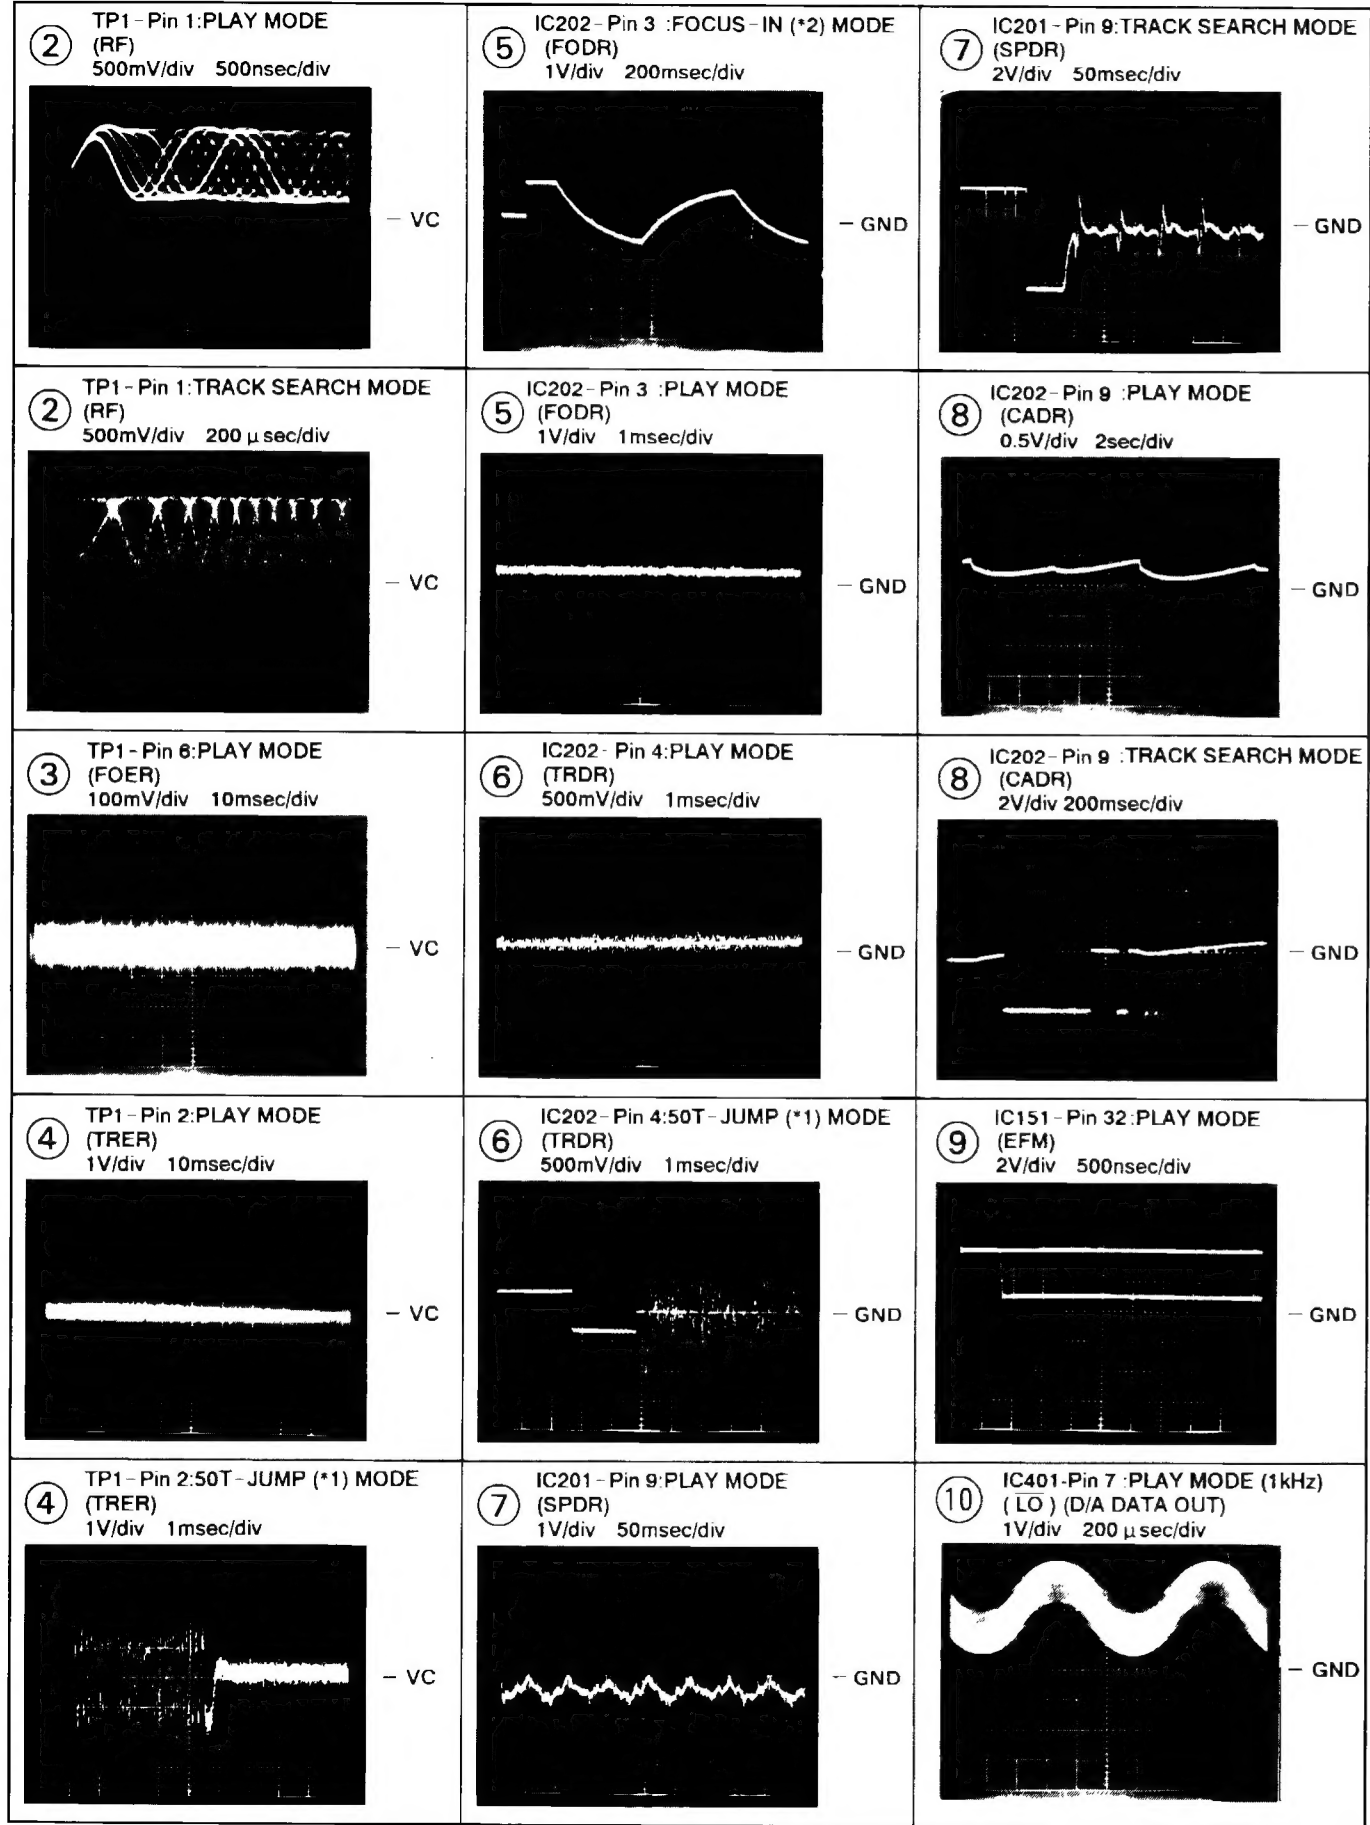 ② TP1-Pin 1:PLAY MODE
(RF)
500mV/div 500nsec/div
— VC
② TP1-Pin 1:TRACK SEARCH MODE
(RF)
500mV/div 200 μ sec/div
— VC
③ TP1-Pin 6:PLAY MODE
(FOER)
100mV/div 10msec/div
— VC
④ TP1-Pin 2:PLAY MODE
(TRER)
1V/div 10msec/div
— VC
④ TP1-Pin 2:50T-JUMP (*1) MODE
(TRER)
1V/div 1msec/div
— VC
⑤ IC202-Pin 3 :FOCUS-IN (*2) MODE
(FODR)
1V/div 200msec/div
— GND
⑤ IC202-Pin 3 :PLAY MODE
(FODR)
1V/div 1msec/div
— GND
⑥ IC202-Pin 4:PLAY MODE
(TRDR)
500mV/div 1msec/div
— GND
⑥ IC202-Pin 4:50T-JUMP (*1) MODE
(TRDR)
500mV/div 1msec/div
— GND
⑦ IC201-Pin 9:PLAY MODE
(SPDR)
1V/div 50msec/div
— GND
⑦ IC201-Pin 9:TRACK SEARCH MODE
(SPDR)
2V/div 50msec/div
— GND
⑧ IC202-Pin 9 :PLAY MODE
(CADR)
0.5V/div 2sec/div
— GND
⑧ IC202-Pin 9 :TRACK SEARCH MODE
(CADR)
2V/div 200msec/div
— GND
⑨ IC151-Pin 32:PLAY MODE
(EFM)
2V/div 500nsec/div
— GND
⑩ IC401-Pin 7 :PLAY MODE (1kHz)
( L̅O̅ ) (D/A DATA OUT)
1V/div 200 μ sec/div
— GND